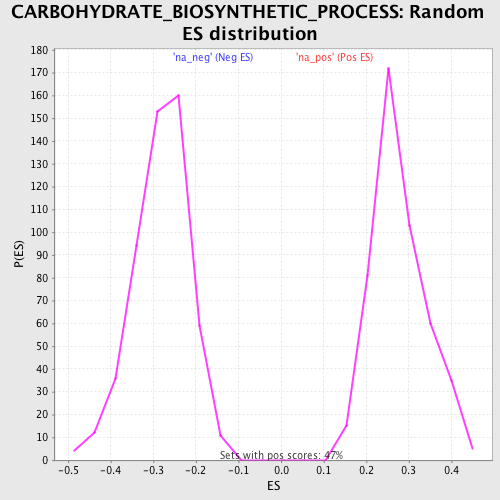 CARBOHYDRATE_BIOSYNTHETIC_PROCESS: Random
ES distribution
'na_neg' (Neg ES) 'na_pos' (Pos ES)
P(ES)
180
170
160
150
140
130
120
110
100
90
80
70
60
50
40
30
20
10
0
Sets with pos scores: 47%
-0.5 -0.4 -0.3 -0.2 -0.1 0.0 0.1 0.2 0.3 0.4
ES